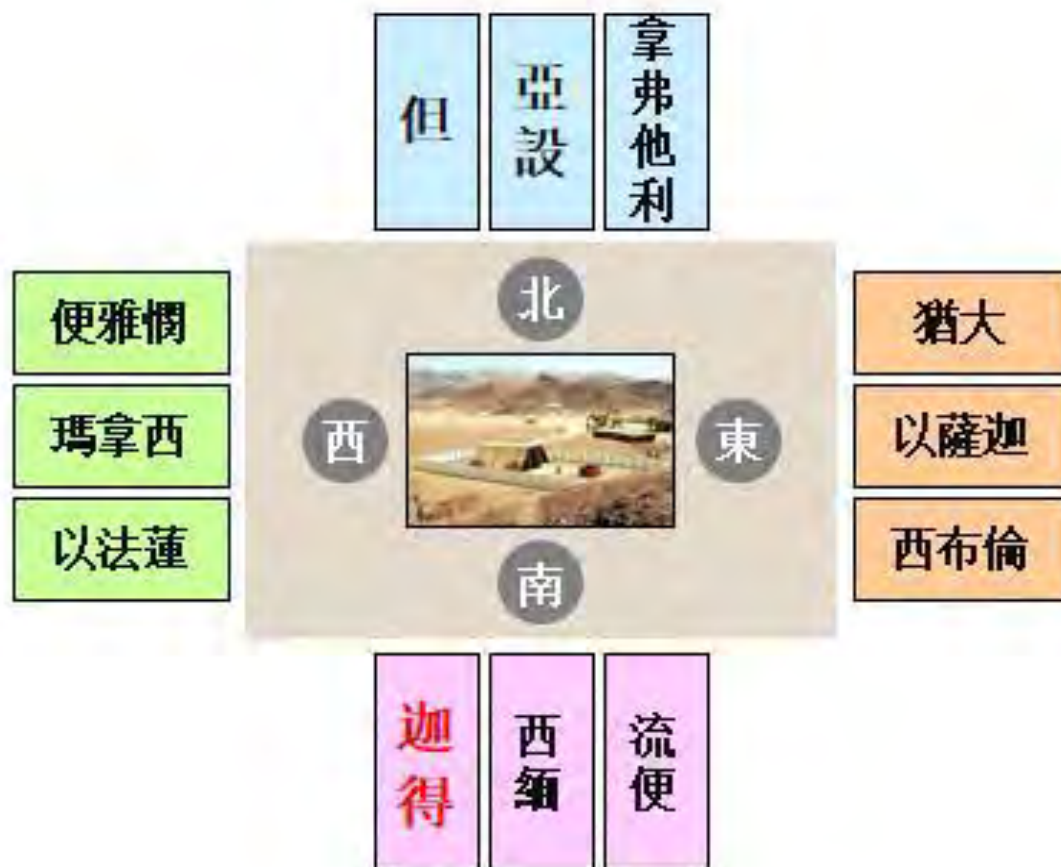 但
亞設
拿弗他利
北
便雅憫
瑪拿西
以法蓮
西
東
猶大
以薩迦
西布倫
南
迦得
西緬
流便